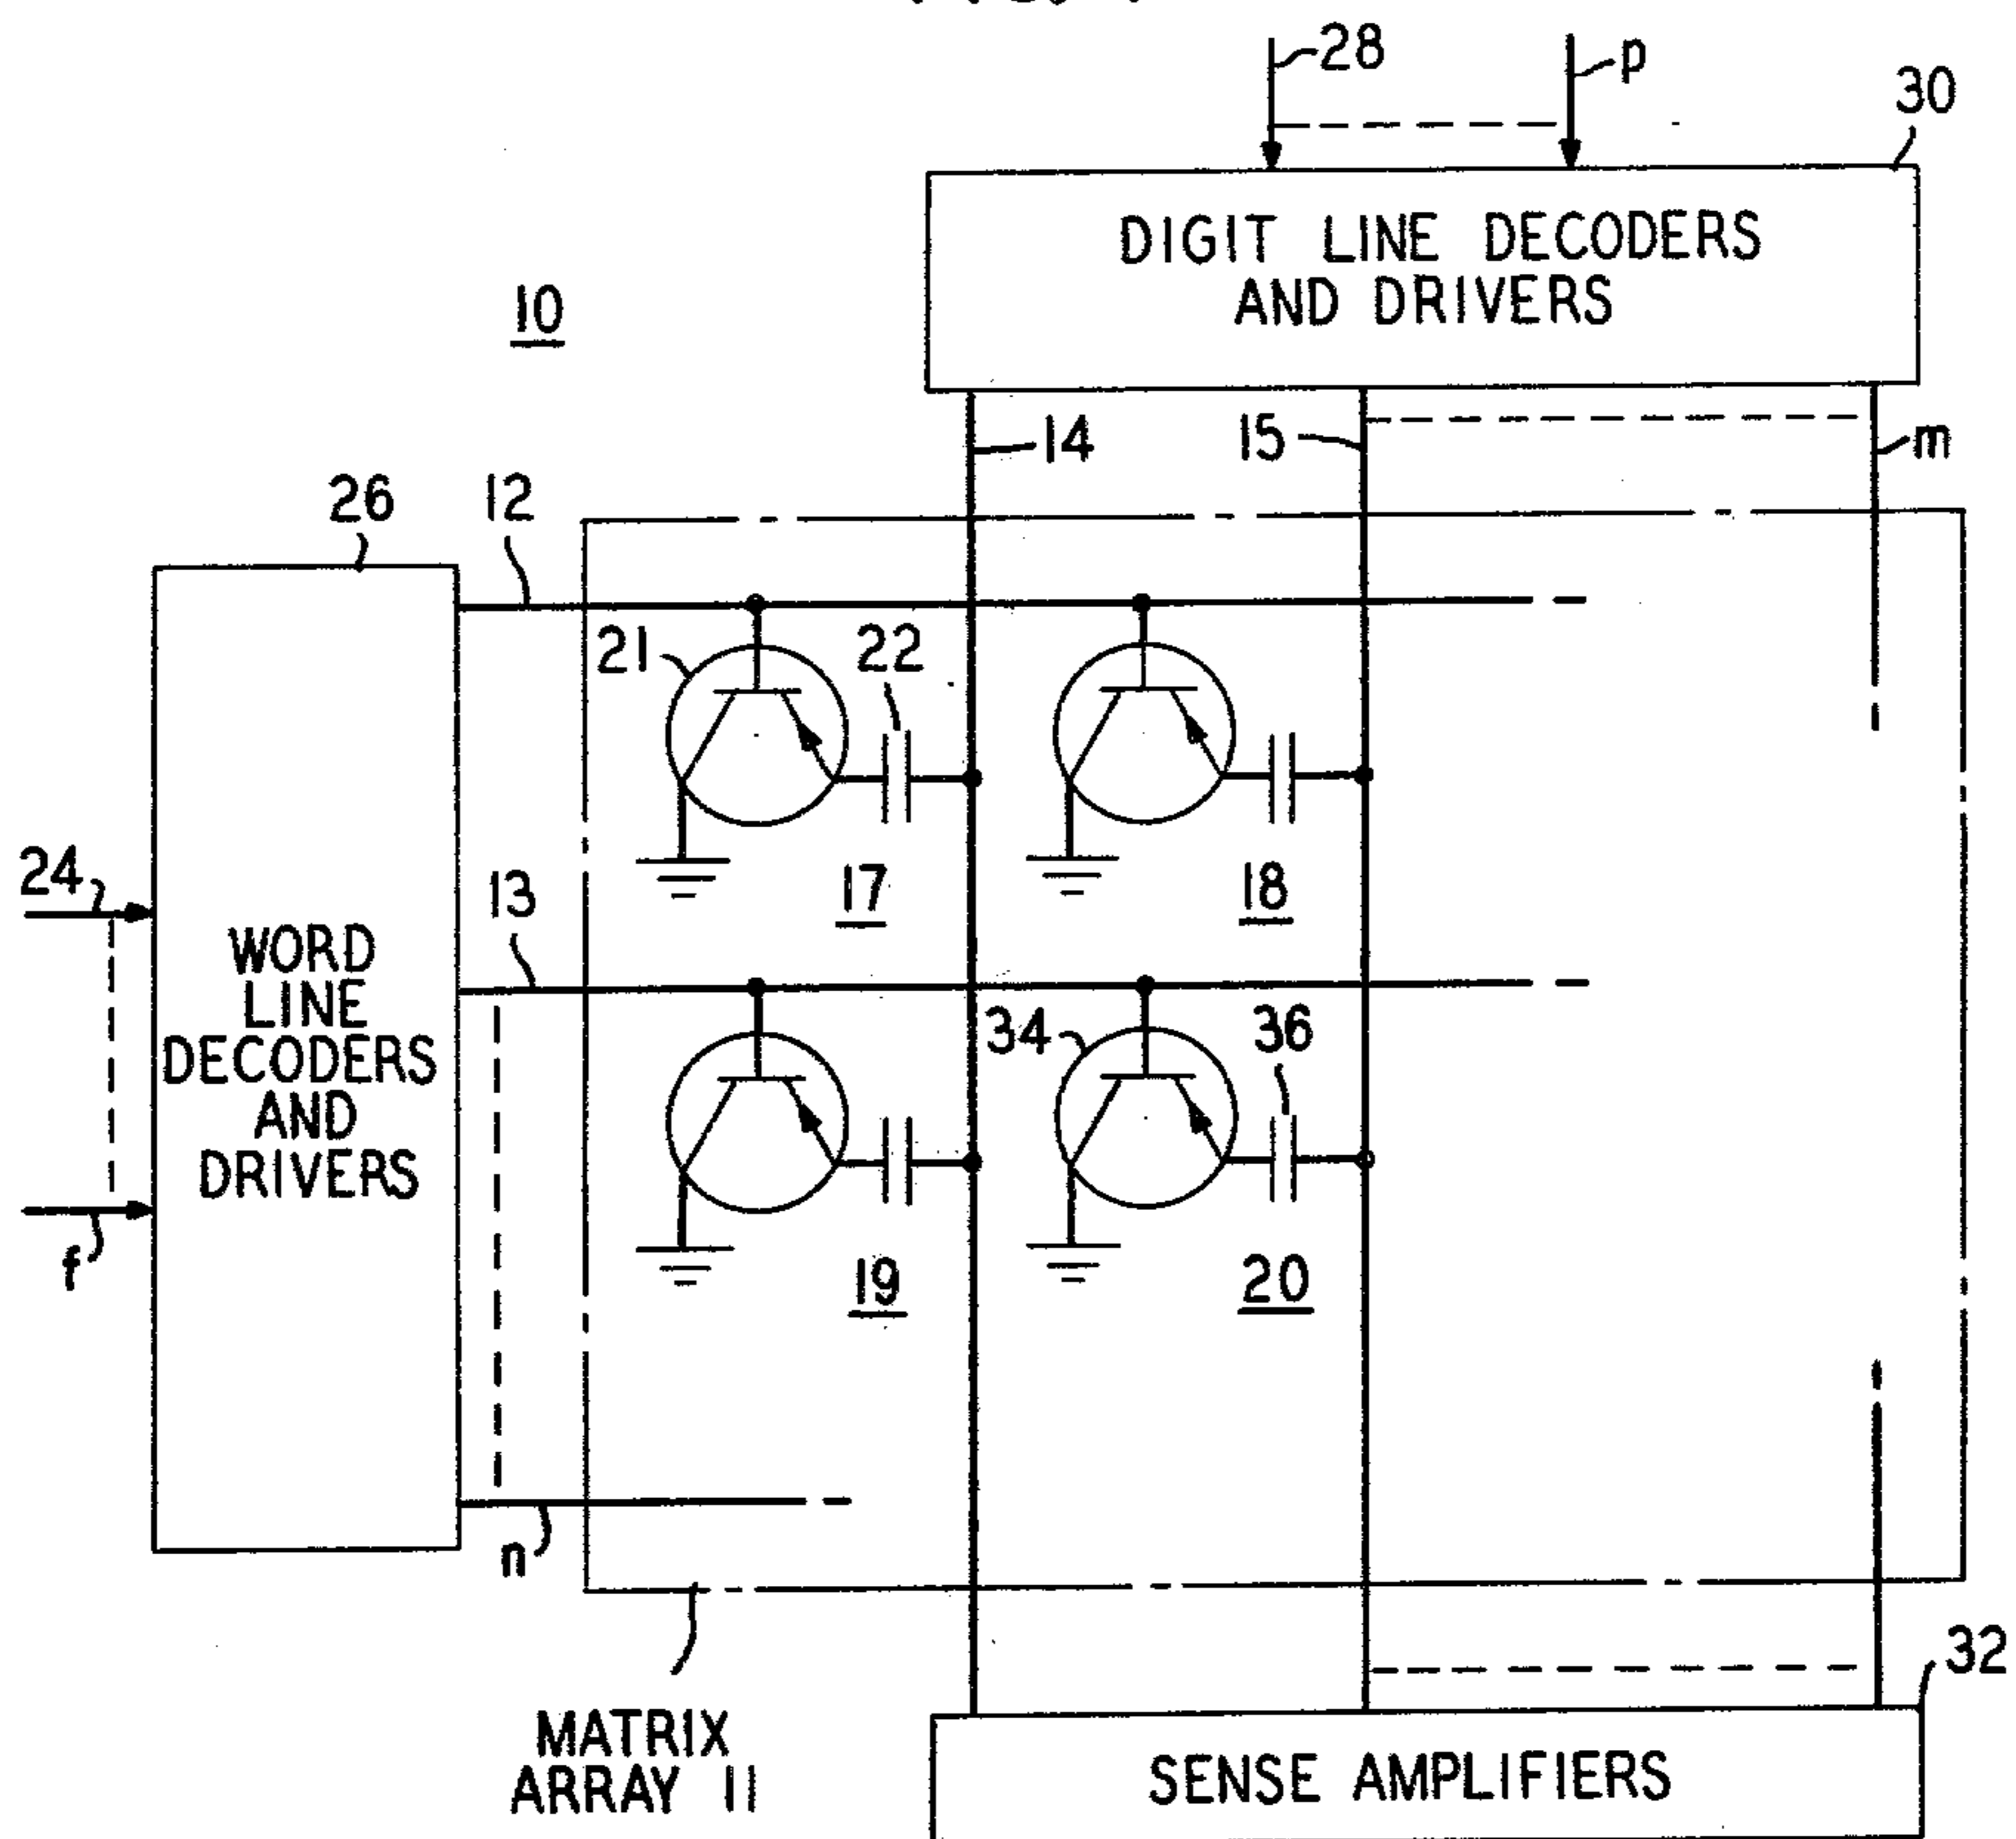 28
p
30
DIGIT LINE DECODERS
AND DRIVERS
10
14
15
m
26
12
21
22
24
13
17
18
WORD
LINE
DECODERS
AND
DRIVERS
34
36
f
19
20
n
32
MATRIX
ARRAY 11
SENSE AMPLIFIERS